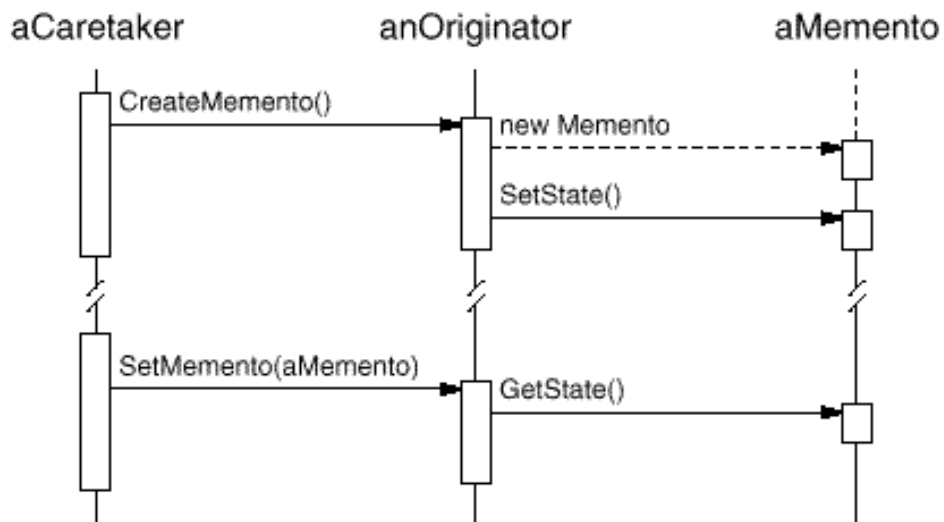 aCaretaker anOriginator aMemento
CreateMemento()
new Memento
SetState()
SetMemento(aMemento)
GetState()